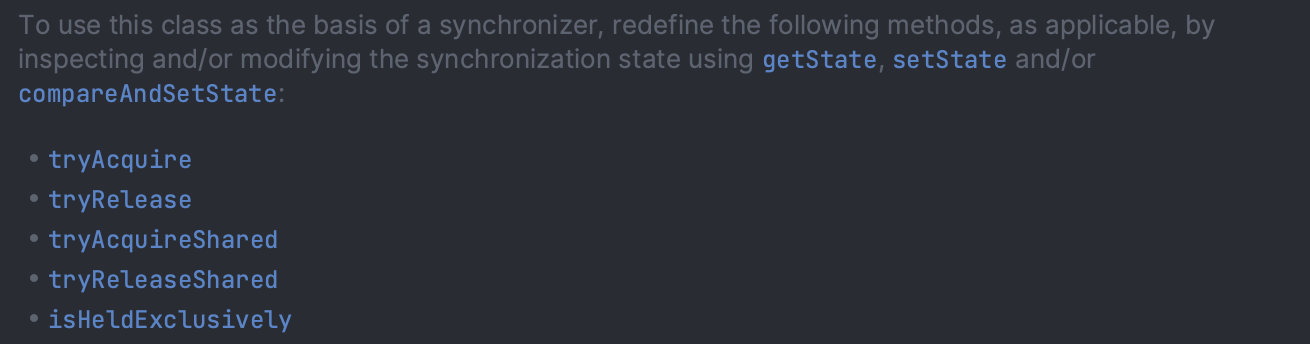 To use this class as the basis of a synchronizer, redefine the following methods, as applicable, by
inspecting and/or modifying the synchronization state using getState, setState and/or
compareAndSetState:
• tryAcquire
• tryRelease
• tryAcquireShared
• tryReleaseShared
• isHeldExclusively